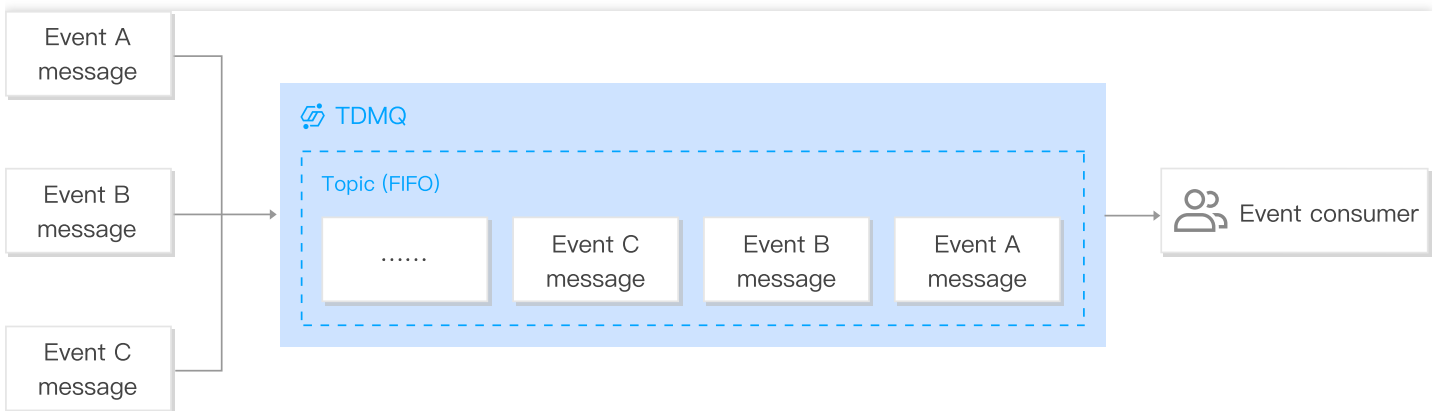 Event A
message
Event B
message
Event C
message
TDMQ
Topic (FIFO)
······
Event C
message
Event B
message
Event A
message
Event consumer